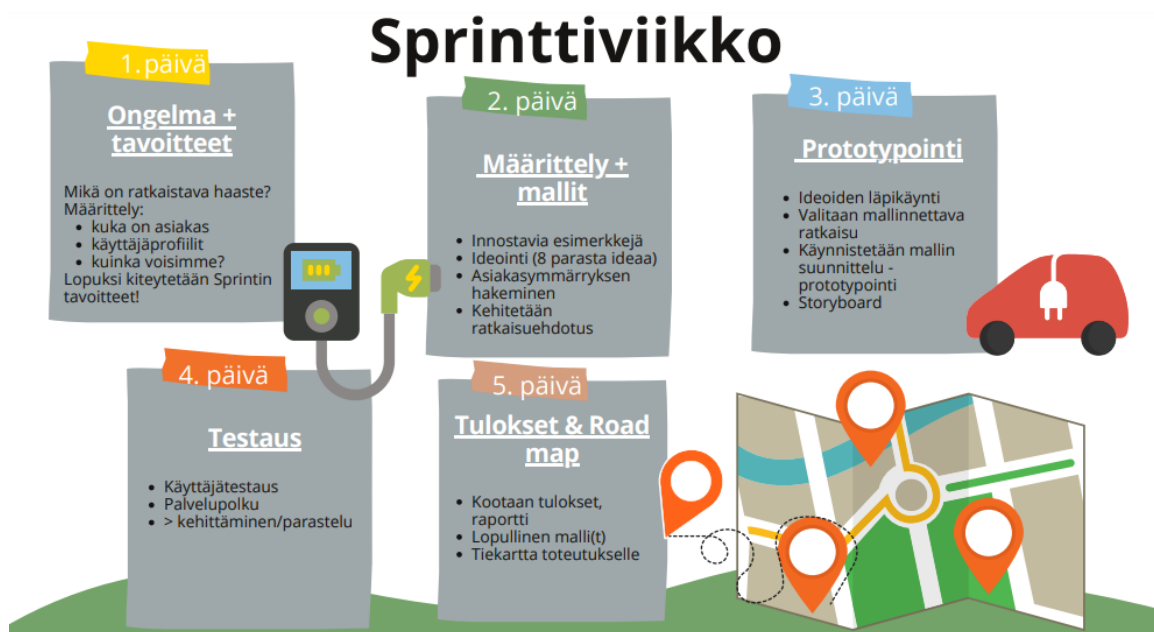 Sprinttiviikko
1. päivä
Ongelma +
tavoitteet
Mikä on ratkaistava haaste?
Määrittely:
• kuka on asiakas
• käyttäjäprofiilit
• kuinka voisimme?
Lopuksi kiteytetään Sprintin
tavoitteet!
2. päivä
Määrittely +
mallit
• Innostavia esimerkkejä
• Ideointi (8 parasta ideaa)
• Asiakasymmärryksen
hakeminen
• Kehitetään
ratkaisuehdotus
3. päivä
Prototypointi
• Ideoiden läpikäynti
• Valitaan mallinnettava
ratkaisu
• Käynnistetään mallin
suunnittelu -
prototypointi
• Storyboard
4. päivä
Testaus
• Käyttäjätestaus
• Palvelupolku
• > kehittäminen/parastelu
5. päivä
Tulokset & Road
map
• Kootaan tulokset,
raportti
• Lopullinen malli(t)
• Tiekartta toteutukselle